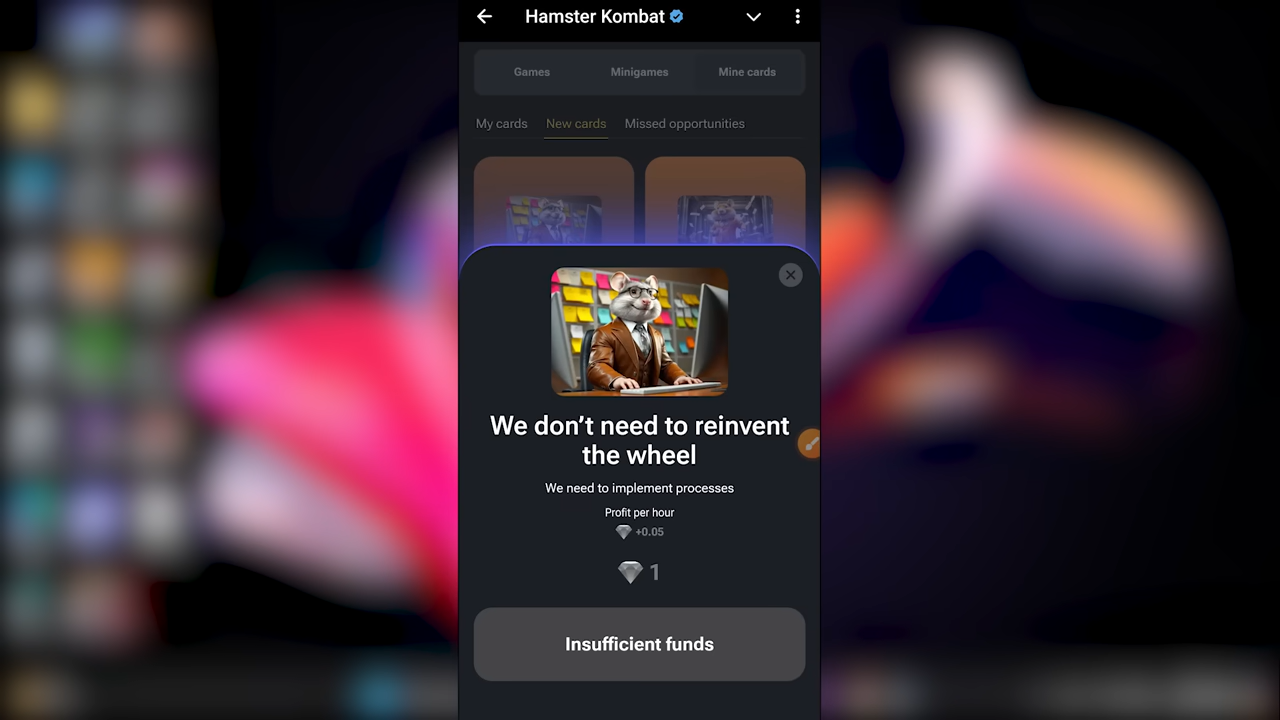 Hamster Kombat
Games Minigames Mine cards
My cards New cards Missed opportunities
We don’t need to reinvent
the wheel
We need to implement processes
Profit per hour
+0.05
1
Insufficient funds